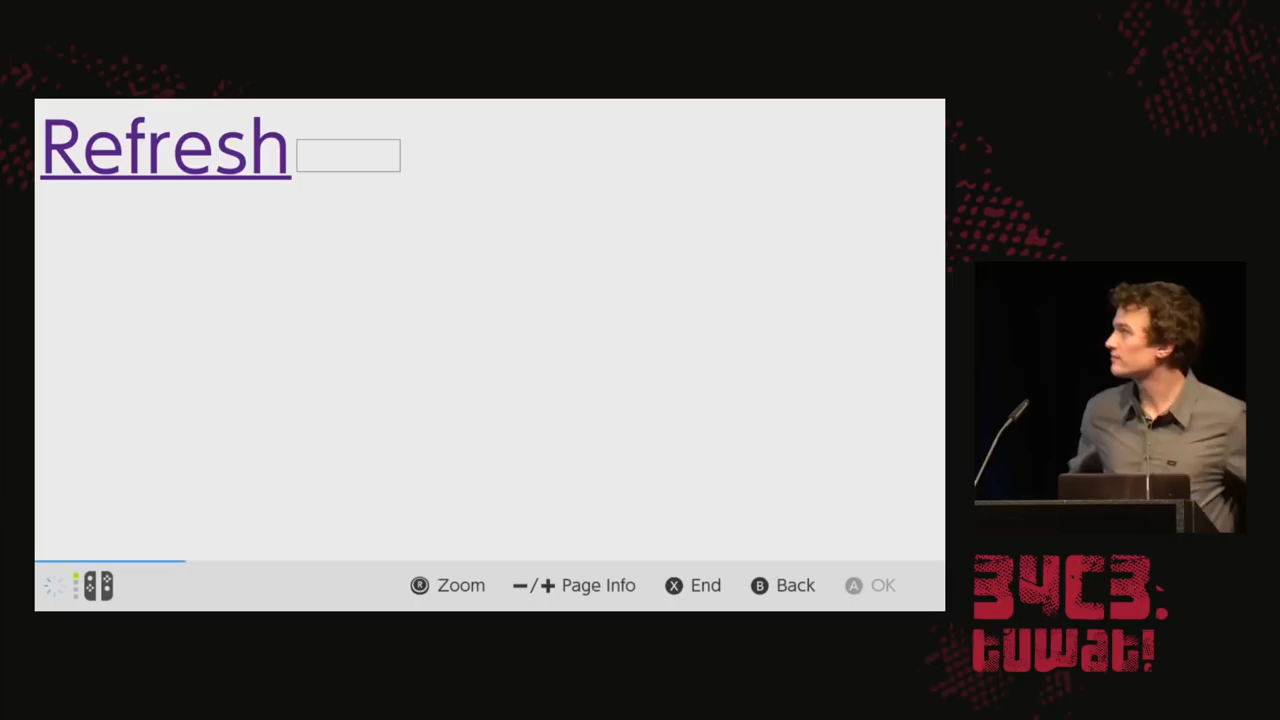 Refresh
R Zoom
−/+ Page Info
X End
B Back
A OK
34C3.
tuwat!